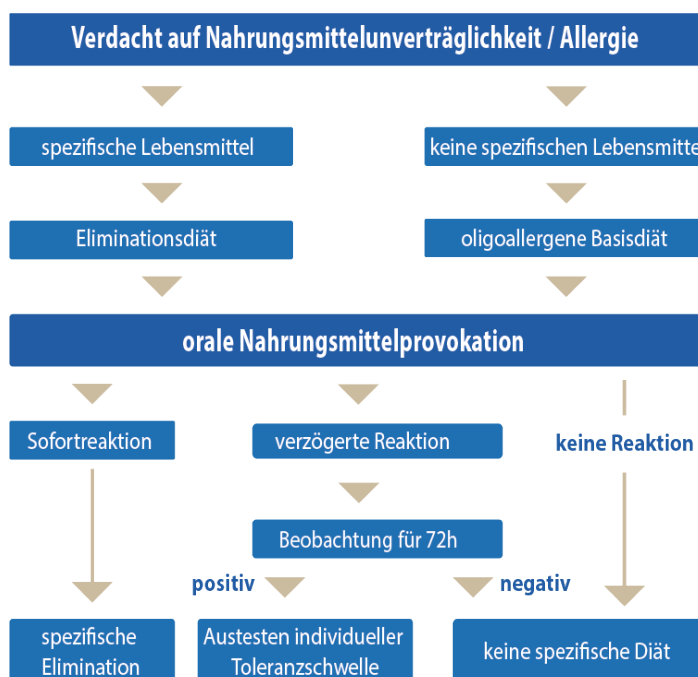 Verdacht auf Nahrungsmittelunverträglichkeit / Allergie
spezifische Lebensmittel
keine spezifischen Lebensmitte
Eliminationsdiät
oligoallergene Basisdiät
orale Nahrungsmittelprovokation
Sofortreaktion
verzögerte Reaktion
keine Reaktion
Beobachtung für 72h
positiv
negativ
spezifische
Elimination
Austesten individueller
Toleranzschwelle
keine spezifische Diät